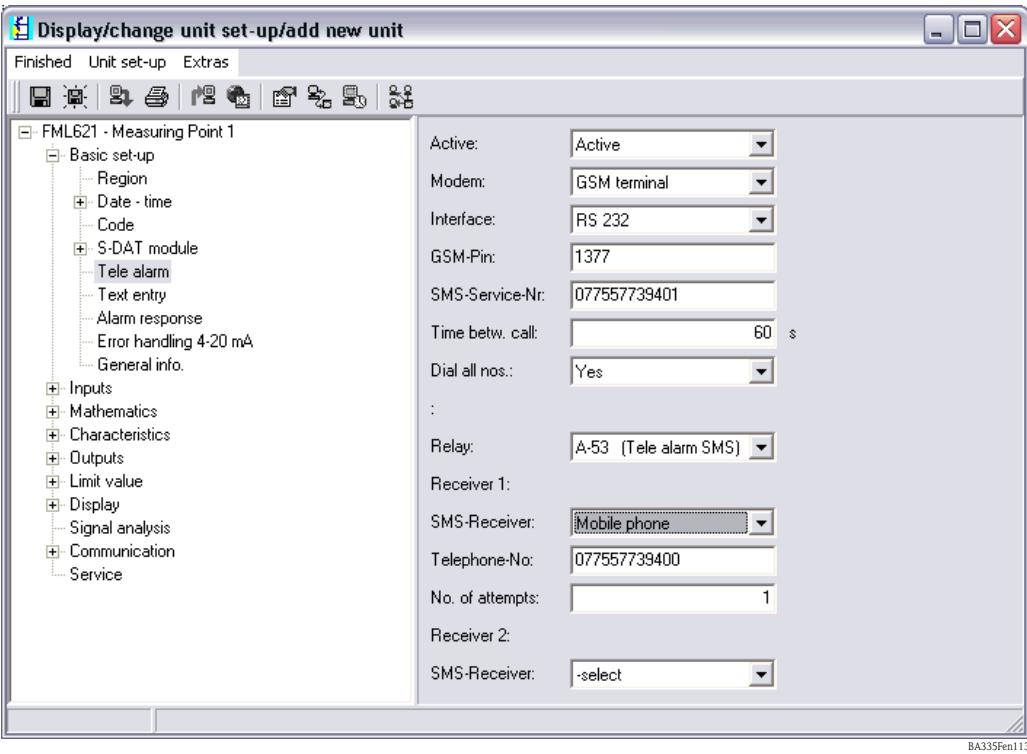 Display/change unit set-up/add new unit
Finished Unit set-up Extras
FML621 - Measuring Point 1
Basic set-up
Region
Date - time
Code
S-DAT module
Tele alarm
Text entry
Alarm response
Error handling 4-20 mA
General info.
Inputs
Mathematics
Characteristics
Outputs
Limit value
Display
Signal analysis
Communication
Service
Active: Active
Modem: GSM terminal
Interface: RS 232
GSM-Pin: 1377
SMS-Service-Nr: 077557739401
Time betw. call: 60 s
Dial all nos.: Yes
:
Relay: A-53 (Tele alarm SMS)
Receiver 1:
SMS-Receiver: Mobile phone
Telephone-No: 077557739400
No. of attempts: 1
Receiver 2:
SMS-Receiver: -select
BA335Fen113